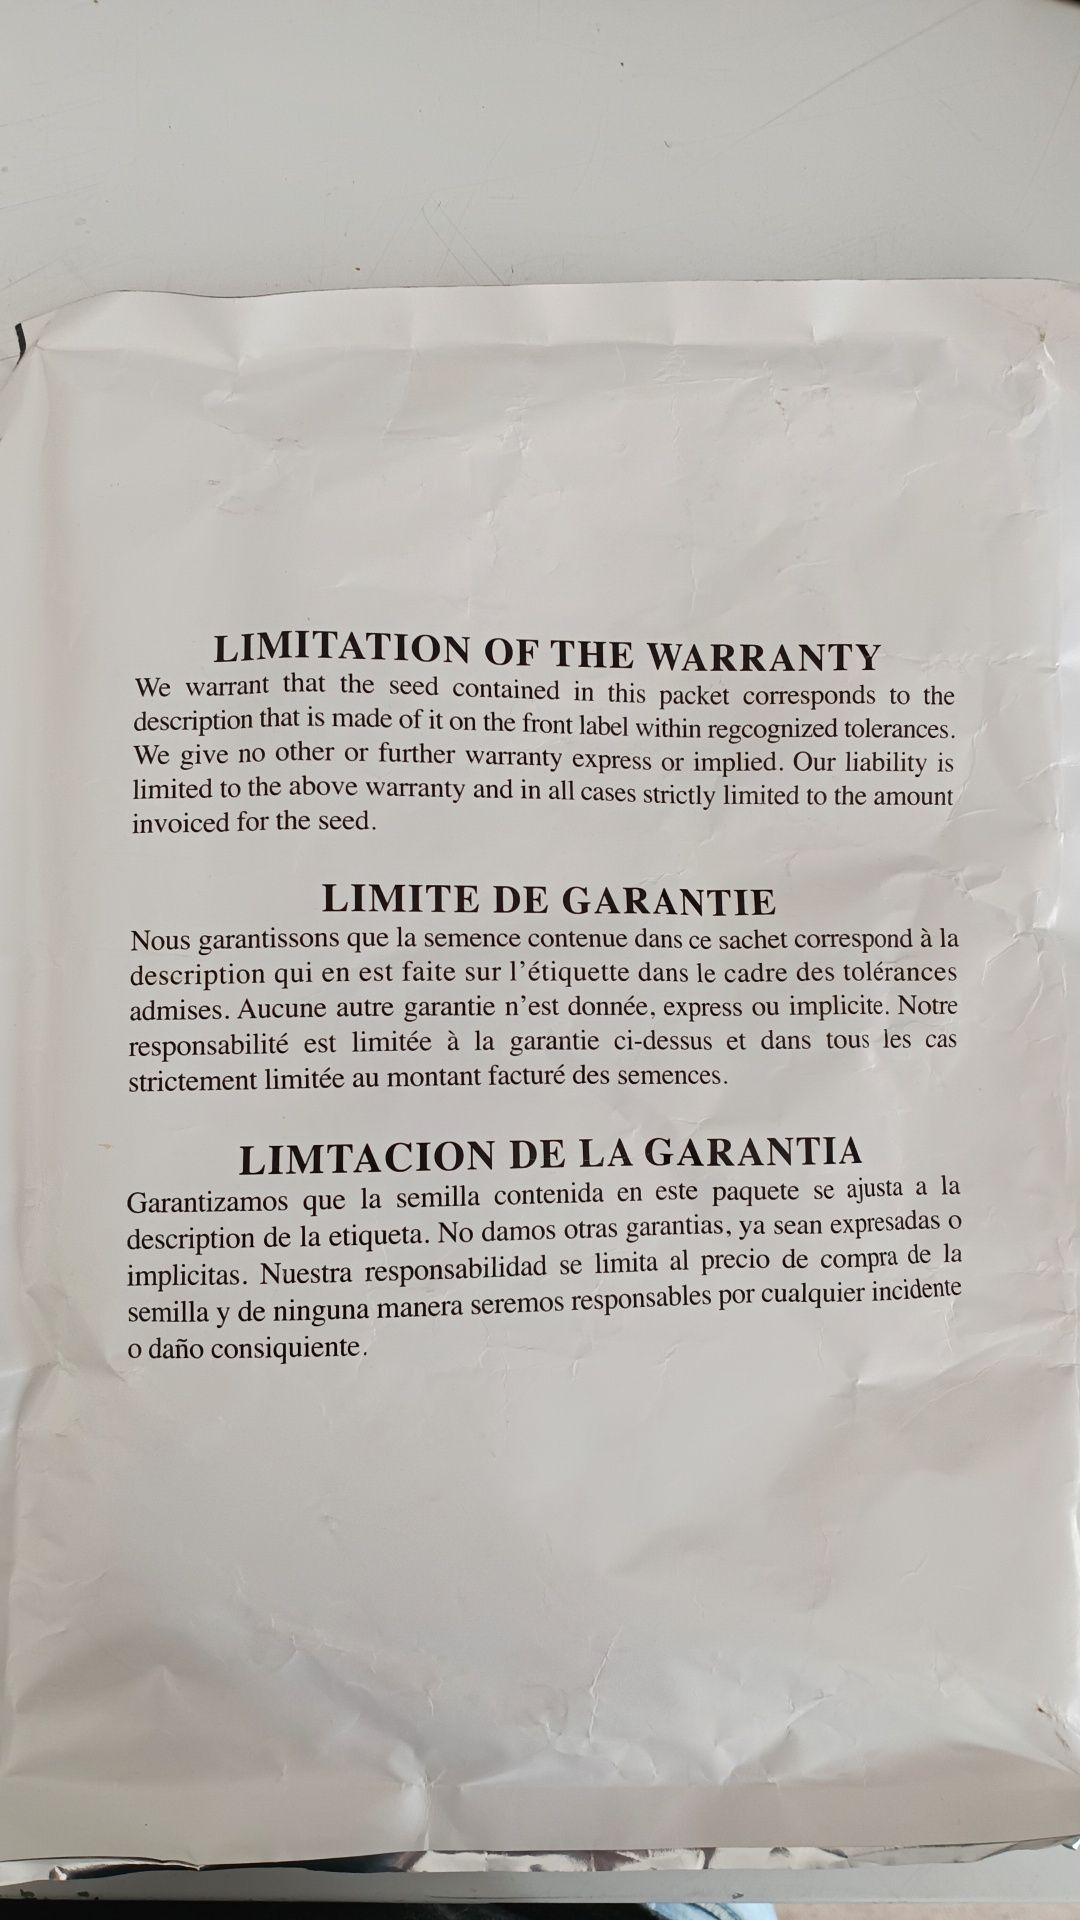 LIMITATION OF THE WARRANTY
We warrant that the seed contained in this packet corresponds to the
description that is made of it on the front label within regcognized tolerances.
We give no other or further warranty express or implied. Our liability is
limited to the above warranty and in all cases strictly limited to the amount
invoiced for the seed.
LIMITE DE GARANTIE
Nous garantissons que la semence contenue dans ce sachet correspond à la
description qui en est faite sur l'étiquette dans le cadre des tolérances
admises. Aucune autre garantie n'est donnée, express ou implicite. Notre
responsabilité est limitée à la garantie ci-dessus et dans tous les cas
strictement limitée au montant facturé des semences.
LIMTACION DE LA GARANTIA
Garantizamos que la semilla contenida en este paquete se ajusta a la
description de la etiqueta. No damos otras garantias, ya sean expresadas o
implicitas. Nuestra responsabilidad se limita al precio de compra de la
semilla y de ninguna manera seremos responsables por cualquier incidente
o daño consiquiente.